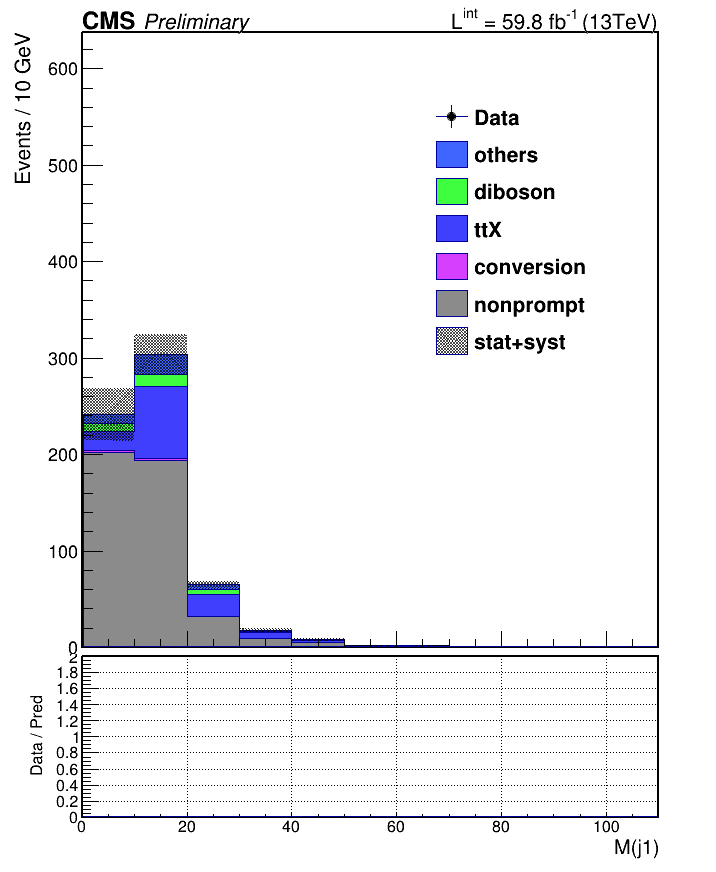 CMS Preliminary
L^int = 59.8 fb^-1 (13TeV)
Events / 10 GeV
600
500
400
300
200
100
0
Data
others
diboson
ttX
conversion
nonprompt
stat+syst
Data / Pred
2
1.8
1.6
1.4
1.2
1
0.8
0.6
0.4
0.2
0
0 20 40 60 80 100
M(j1)